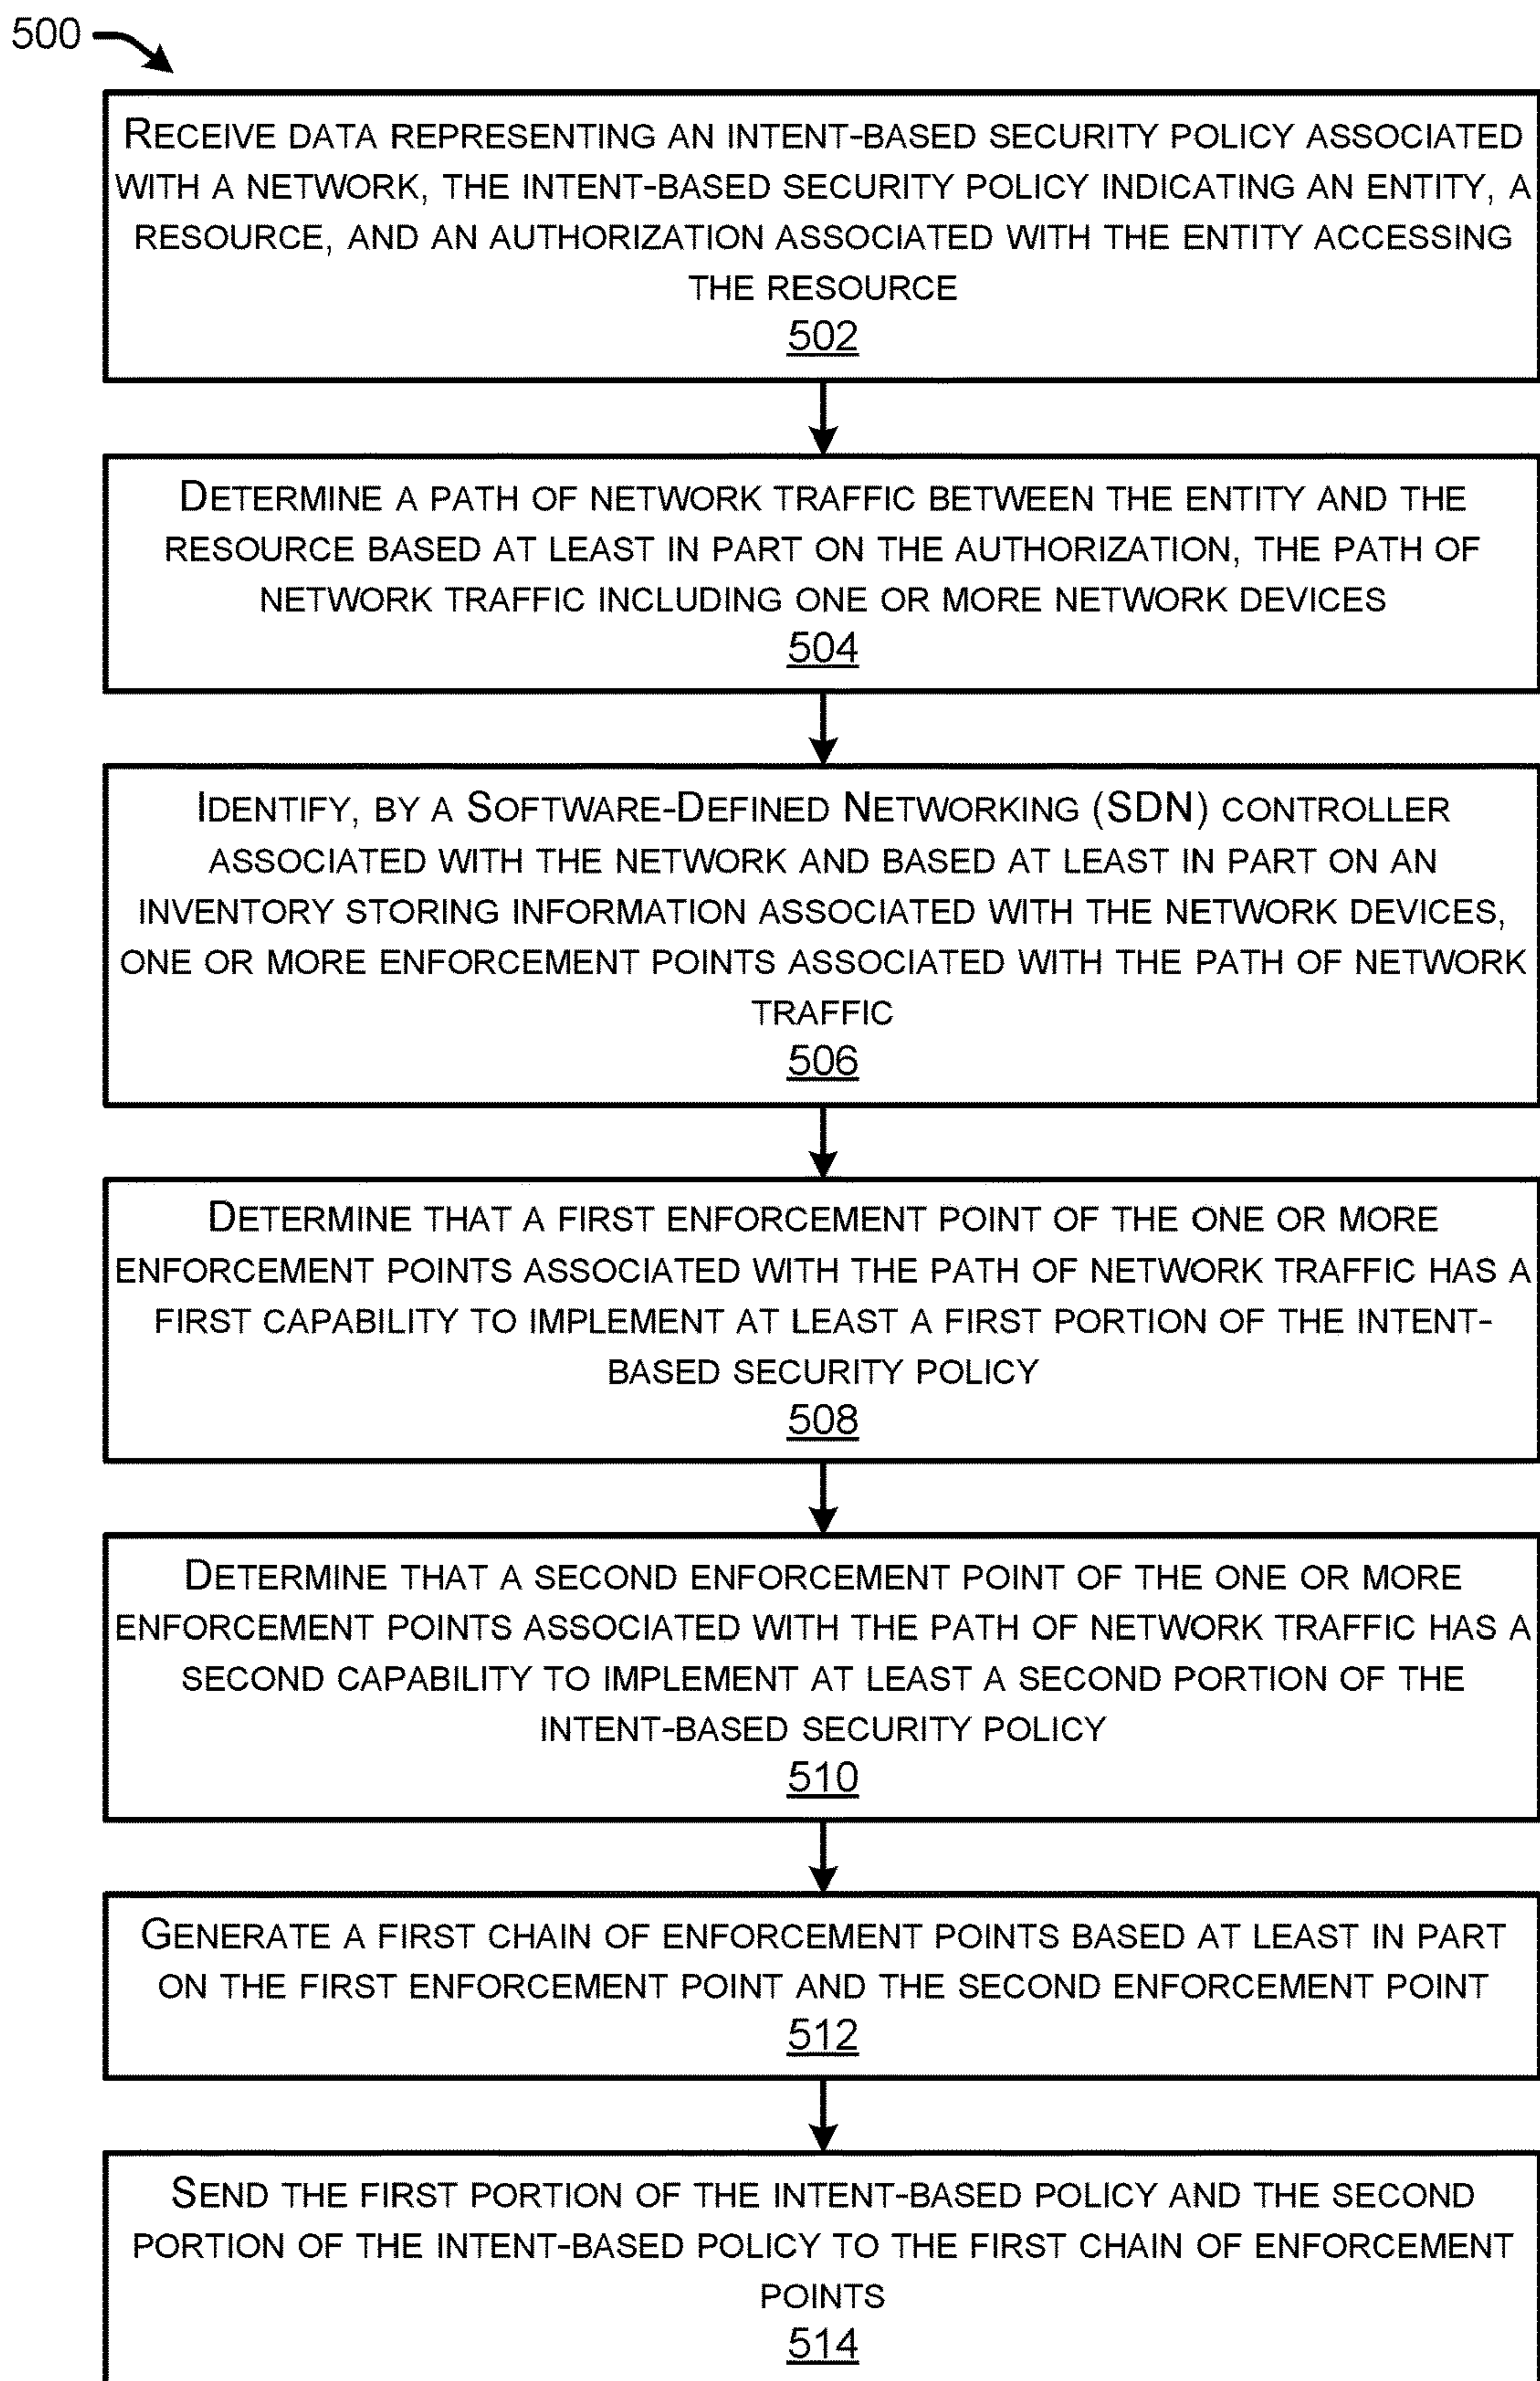 500
RECEIVE DATA REPRESENTING AN INTENT-BASED SECURITY POLICY ASSOCIATED
WITH A NETWORK, THE INTENT-BASED SECURITY POLICY INDICATING AN ENTITY, A
RESOURCE, AND AN AUTHORIZATION ASSOCIATED WITH THE ENTITY ACCESSING
THE RESOURCE
502
DETERMINE A PATH OF NETWORK TRAFFIC BETWEEN THE ENTITY AND THE
RESOURCE BASED AT LEAST IN PART ON THE AUTHORIZATION, THE PATH OF
NETWORK TRAFFIC INCLUDING ONE OR MORE NETWORK DEVICES
504
IDENTIFY, BY A SOFTWARE-DEFINED NETWORKING (SDN) CONTROLLER
ASSOCIATED WITH THE NETWORK AND BASED AT LEAST IN PART ON AN
INVENTORY STORING INFORMATION ASSOCIATED WITH THE NETWORK DEVICES,
ONE OR MORE ENFORCEMENT POINTS ASSOCIATED WITH THE PATH OF NETWORK
TRAFFIC
506
DETERMINE THAT A FIRST ENFORCEMENT POINT OF THE ONE OR MORE
ENFORCEMENT POINTS ASSOCIATED WITH THE PATH OF NETWORK TRAFFIC HAS A
FIRST CAPABILITY TO IMPLEMENT AT LEAST A FIRST PORTION OF THE INTENT-
BASED SECURITY POLICY
508
DETERMINE THAT A SECOND ENFORCEMENT POINT OF THE ONE OR MORE
ENFORCEMENT POINTS ASSOCIATED WITH THE PATH OF NETWORK TRAFFIC HAS A
SECOND CAPABILITY TO IMPLEMENT AT LEAST A SECOND PORTION OF THE
INTENT-BASED SECURITY POLICY
510
GENERATE A FIRST CHAIN OF ENFORCEMENT POINTS BASED AT LEAST IN PART
ON THE FIRST ENFORCEMENT POINT AND THE SECOND ENFORCEMENT POINT
512
SEND THE FIRST PORTION OF THE INTENT-BASED POLICY AND THE SECOND
PORTION OF THE INTENT-BASED POLICY TO THE FIRST CHAIN OF ENFORCEMENT
POINTS
514